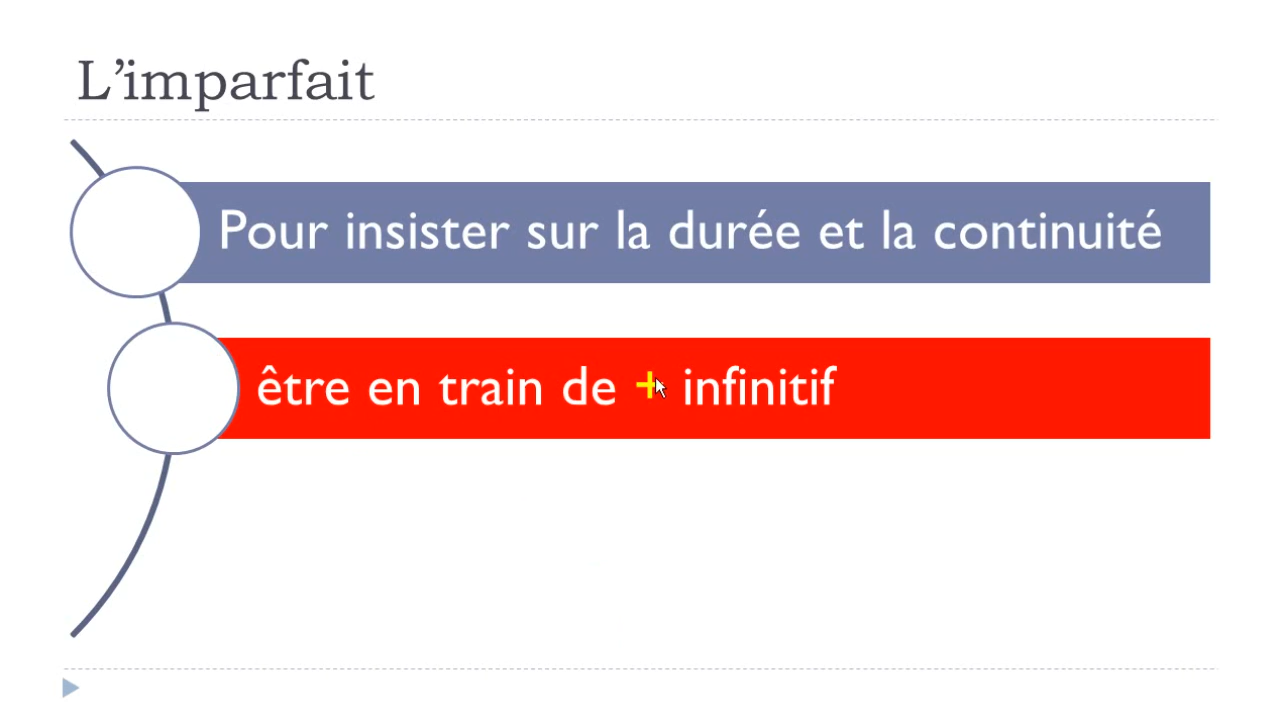 L’imparfait
Pour insister sur la durée et la continuité
être en train de + infinitif